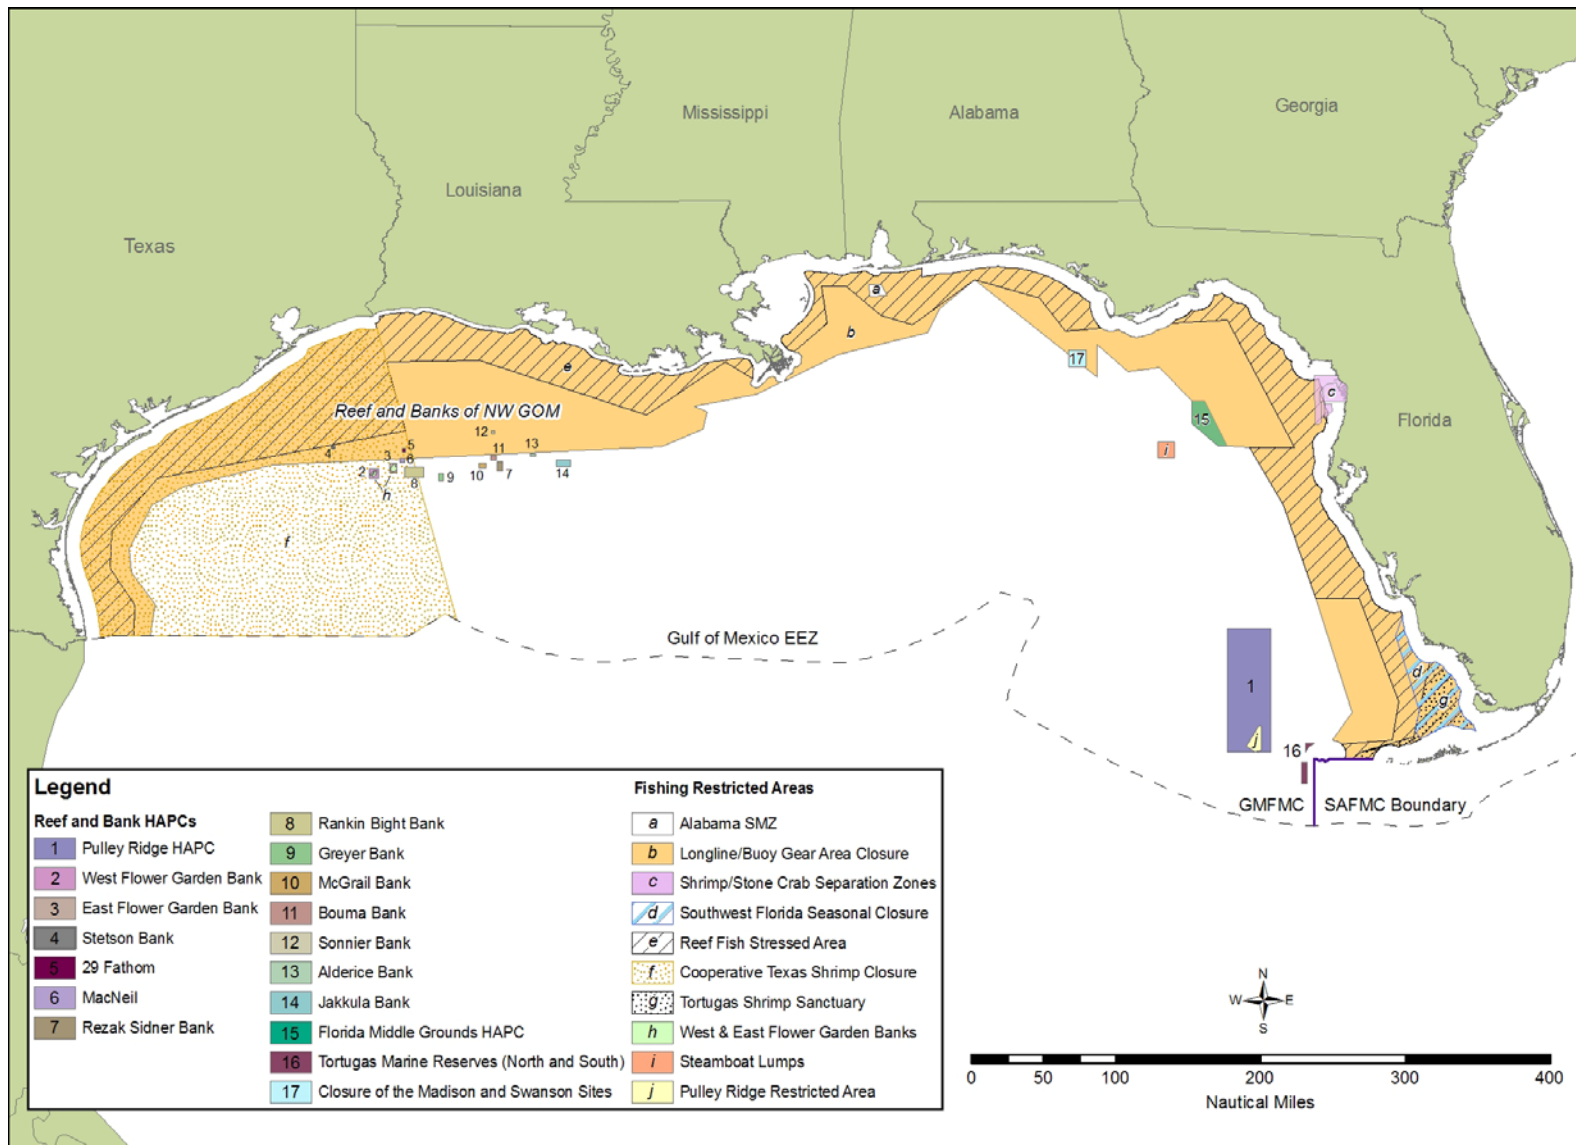 Mississippi
Alabama
Georgia
Louisiana
Texas
Florida
a
b
c
17
e
Reef and Banks of NW GOM
15
12
i
4
5
3
6
11
13
2
8
9
10
7
14
h
f
Gulf of Mexico EEZ
d
1
g
j
16
GMFMC
SAFMC Boundary
Legend
Reef and Bank HAPCs
1 Pulley Ridge HAPC
2 West Flower Garden Bank
3 East Flower Garden Bank
4 Stetson Bank
5 29 Fathom
6 MacNeil
7 Rezak Sidner Bank
8 Rankin Bight Bank
9 Greyer Bank
10 McGrail Bank
11 Bouma Bank
12 Sonnier Bank
13 Alderice Bank
14 Jakkula Bank
15 Florida Middle Grounds HAPC
16 Tortugas Marine Reserves (North and South)
17 Closure of the Madison and Swanson Sites
Fishing Restricted Areas
a Alabama SMZ
b Longline/Buoy Gear Area Closure
c Shrimp/Stone Crab Separation Zones
d Southwest Florida Seasonal Closure
e Reef Fish Stressed Area
f Cooperative Texas Shrimp Closure
g Tortugas Shrimp Sanctuary
h West & East Flower Garden Banks
i Steamboat Lumps
j Pulley Ridge Restricted Area
N
W E
S
0 50 100 200 300 400
Nautical Miles